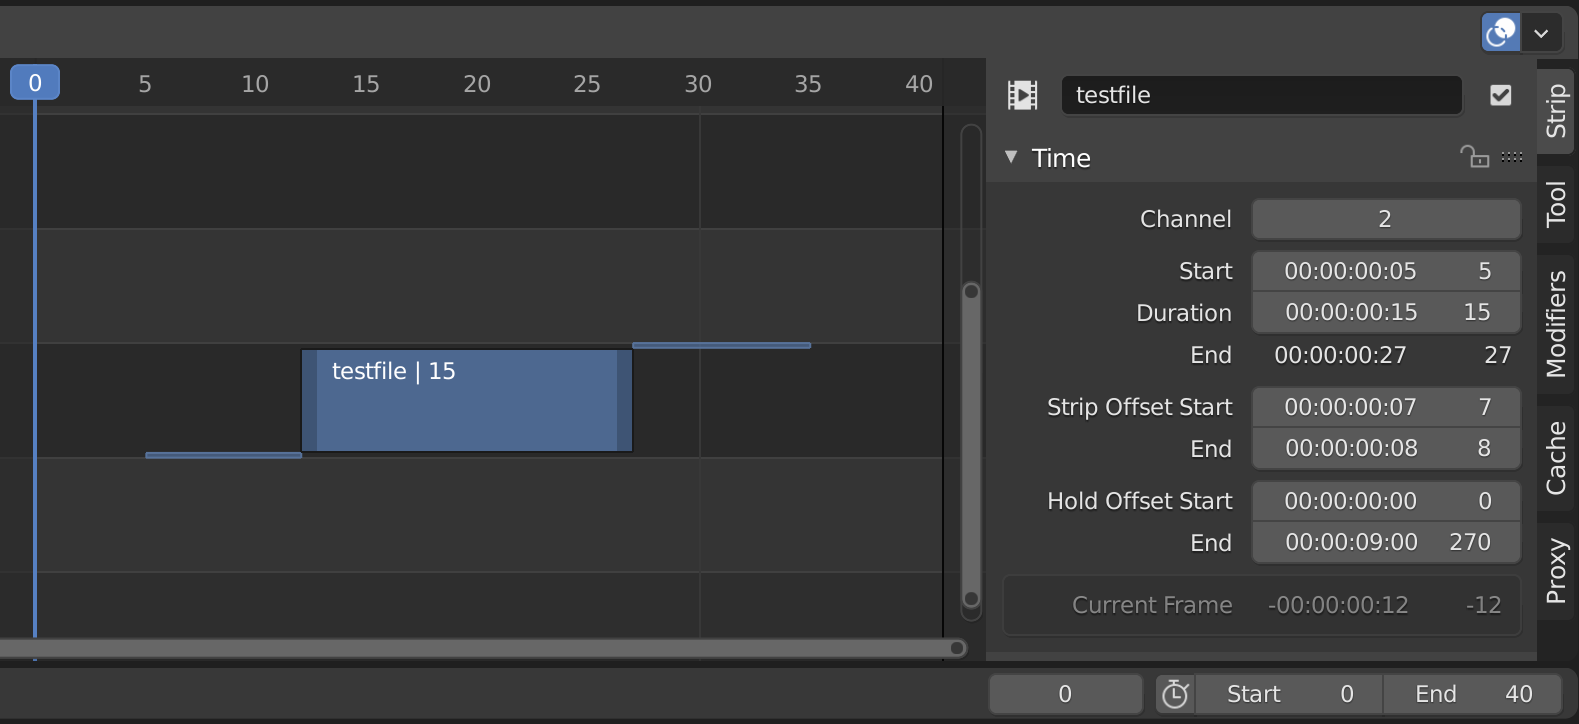 0 5 10 15 20 25 30 35 40
testfile | 15
testfile
Time
Channel 2
Start 00:00:00:05 5
Duration 00:00:00:15 15
End 00:00:00:27 27
Strip Offset Start 00:00:00:07 7
End 00:00:00:08 8
Hold Offset Start 00:00:00:00 0
End 00:00:09:00 270
Current Frame -00:00:00:12 -12
Strip
Tool
Modifiers
Cache
Proxy
0 Start 0 End 40